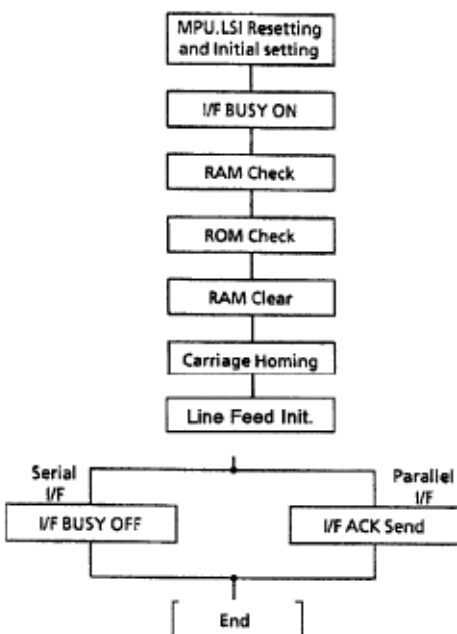 MPU.LSI Resetting
and Initial setting
I/F BUSY ON
RAM Check
ROM Check
RAM Clear
Carriage Homing
Line Feed Init.
Serial
I/F
Parallel
I/F
I/F BUSY OFF
I/F ACK Send
End